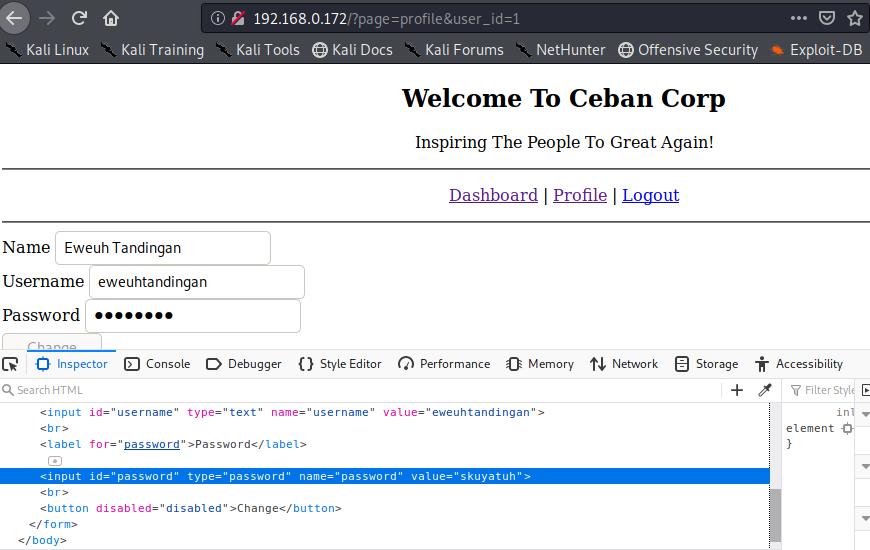 192.168.0.172/?page=profile&user_id=1
Kali Linux Kali Training Kali Tools Kali Docs Kali Forums NetHunter Offensive Security Exploit-DB
Welcome To Ceban Corp
Inspiring The People To Great Again!
Dashboard | Profile | Logout
Name Eweuh Tandingan
Username eweuhtandingan
Password ●●●●●●●●
Change
Inspector Console Debugger Style Editor Performance Memory Network Storage Accessibility
Search HTML Filter Style
<input id="username" type="text" name="username" value="eweuhtandingan"> inl
<br> element
<label for="password">Password</label> }
<input id="password" type="password" name="password" value="skuyatuh">
<br>
<button disabled="disabled">Change</button>
</form>
</body>